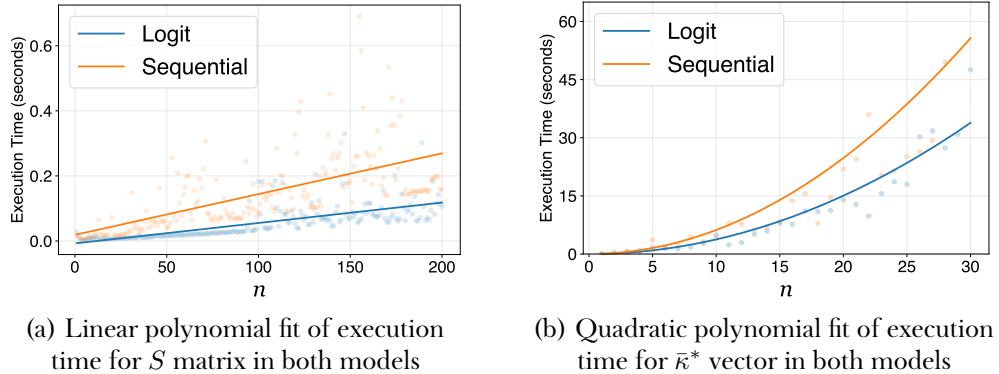 Execution Time (seconds)
0.6
0.4
0.2
0.0
Logit
Sequential
0 50 100 150 200
n
(a) Linear polynomial fit of execution
time for S matrix in both models
Execution Time (seconds)
60
45
30
15
0
Logit
Sequential
0 5 10 15 20 25 30
n
(b) Quadratic polynomial fit of execution
time for κ̄* vector in both models